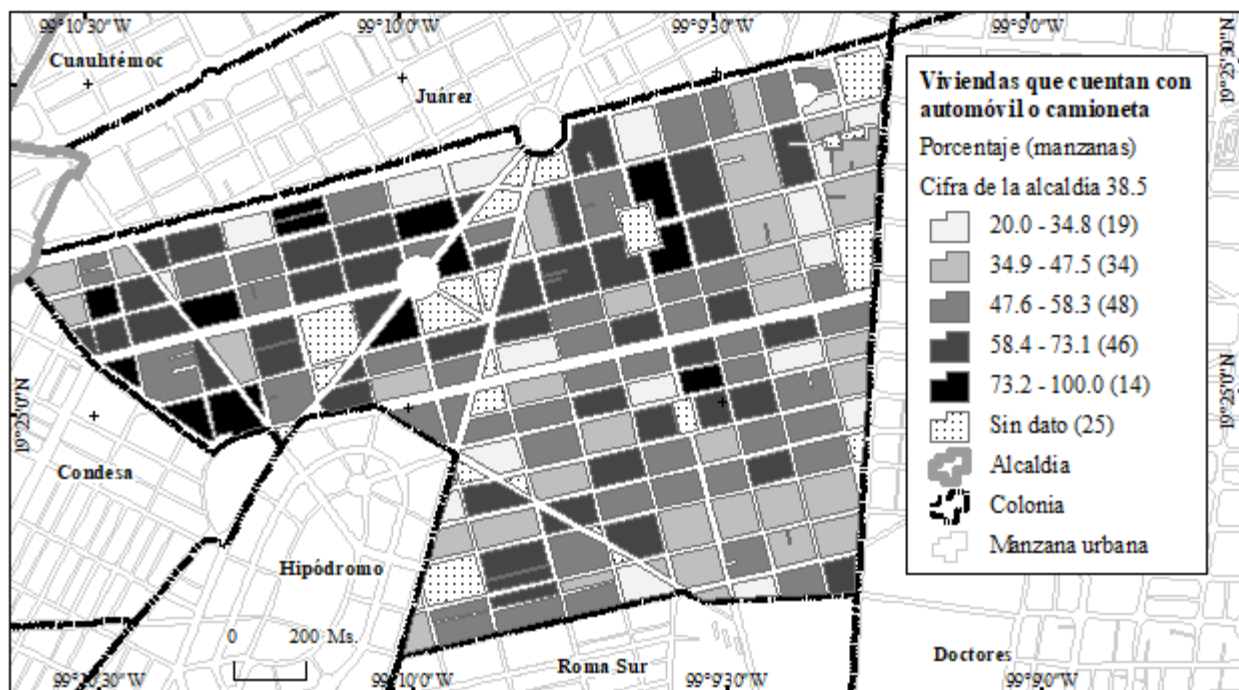 99°10'30"W 99°10'0"W 99°9'30"W 99°9'0"W
Cuauhtémoc
Juárez
19°25'30"N
Viviendas que cuentan con
automóvil o camioneta
Porcentaje (manzanas)
Cifra de la alcaldía 38.5
20.0 - 34.8 (19)
34.9 - 47.5 (34)
47.6 - 58.3 (48)
58.4 - 73.1 (46)
73.2 - 100.0 (14)
Sin dato (25)
Alcaldía
Colonia
Manzana urbana
19°25'0"N
19°25'0"N
Condesa
Hipódromo
0 200 Ms.
Roma Sur
Doctores
99°10'30"W 99°10'0"W 99°9'30"W 99°9'0"W